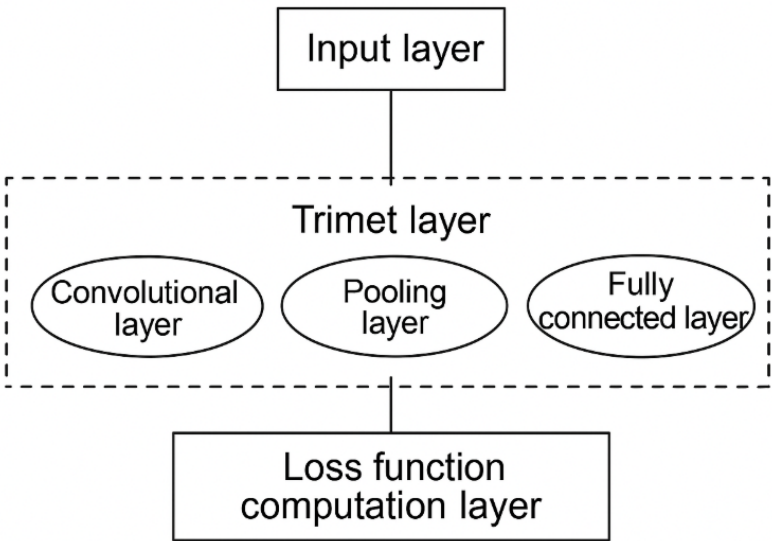 Input layer
Trimet layer
Convolutional
layer
Pooling
layer
Fully
connected layer
Loss function
computation layer